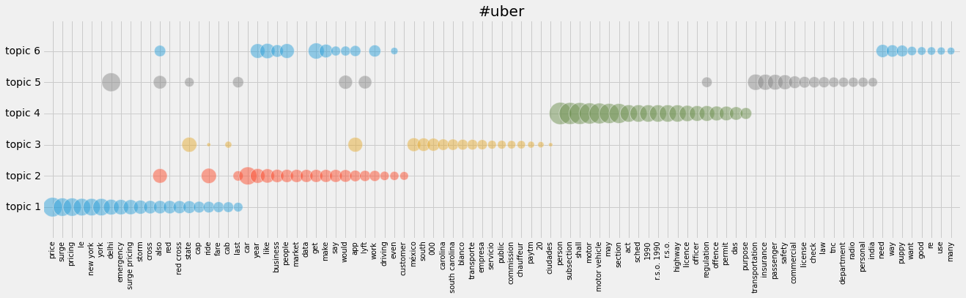 #uber
topic 6
topic 5
topic 4
topic 3
topic 2
topic 1
price
surge
pricing
le
new york
york
delhi
emergency
surge pricing
storm
cross
also
red
red cross
state
cap
ride
fare
cab
last
car
year
like
business
people
market
data
get
make
say
would
app
lyft
work
driving
even
customer
méxico
south
000
carolina
south carolina
blanco
transporte
empresa
servicio
public
commission
chauffeur
paytm
20
ciudades
person
subsection
shall
motor
motor vehicle
may
section
act
sched
1990
r.s.o. 1990
r.s.o.
highway
licence
officer
regulation
offence
permit
das
purpose
transportation
insurance
passenger
safety
commercial
license
check
law
tnc
department
radio
personal
india
need
way
puppy
want
good
re
use
many